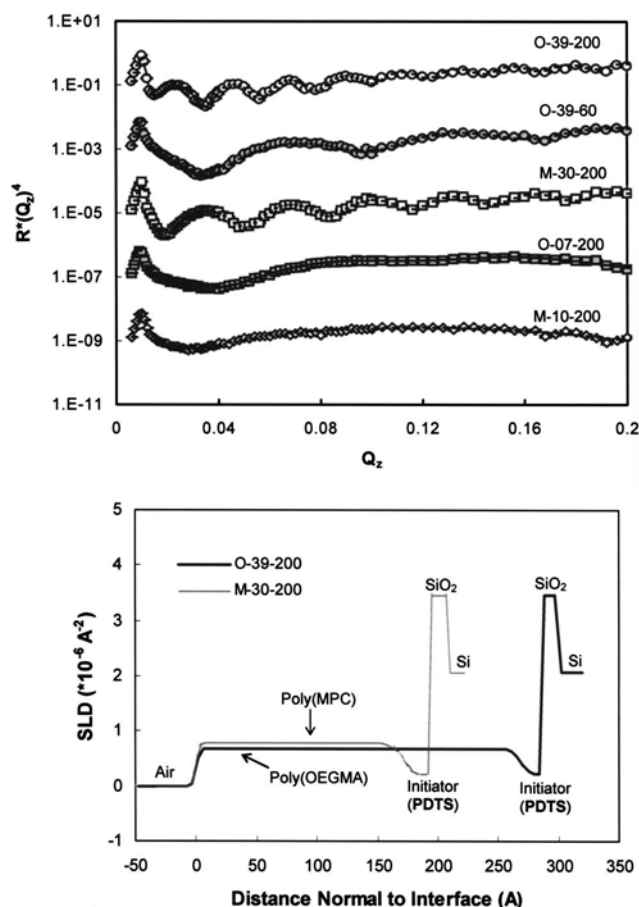 1.E+01
O-39-200
1.E-01
O-39-60
1.E-03
M-30-200
1.E-05
O-07-200
1.E-07
M-10-200
1.E-09
1.E-11
R*(Qz)^4
0 0.04 0.08 0.12 0.16 0.2
Qz
5
O-39-200
SiO2 SiO2
4
M-30-200
3
Si Si
2
Poly(MPC)
1
Air
Poly(OEGMA)
Initiator Initiator
(PDTS) (PDTS)
0
-1
SLD (*10^-6 A^-2)
-50 0 50 100 150 200 250 300 350
Distance Normal to Interface (A)